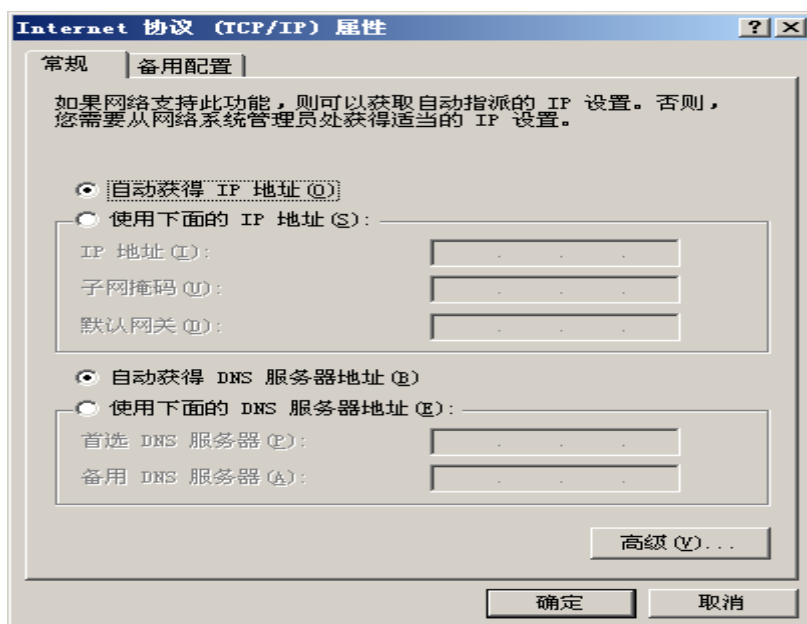 Internet 协议 (TCP/IP) 属性
常规
备用配置
如果网络支持此功能，则可以获取自动指派的 IP 设置。否则，
您需要从网络系统管理员处获得适当的 IP 设置。
自动获得 IP 地址(O)
使用下面的 IP 地址(S):
IP 地址(I):
子网掩码(U):
默认网关(D):
自动获得 DNS 服务器地址(B)
使用下面的 DNS 服务器地址(E):
首选 DNS 服务器(P):
备用 DNS 服务器(A):
高级(V)...
确定
取消